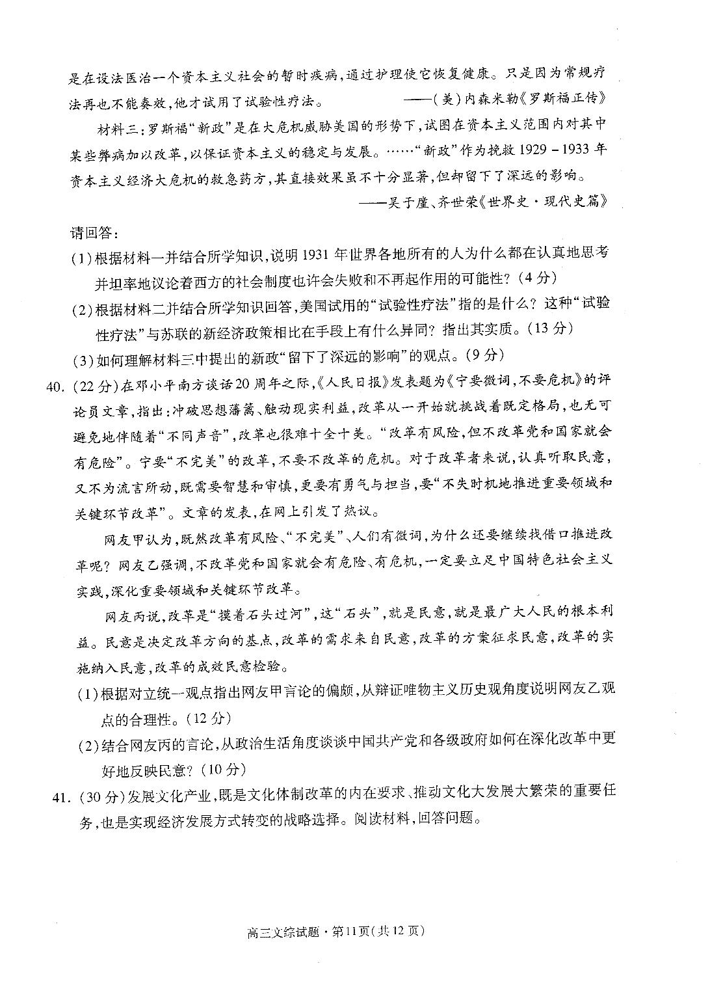 是在设法医治一个资本主义社会的暂时疾病,通过护理使它恢复健康。只是因为常规疗
法再也不能奏效,他才试用了试验性疗法。 ——(美)内森米勒《罗斯福正传》
材料三:罗斯福“新政”是在大危机威胁美国的形势下,试图在资本主义范围内对其中
某些弊病加以改革,以保证资本主义的稳定与发展。……“新政”作为挽救1929-1933年
资本主义经济大危机的救急药方,其直接效果虽不十分显著,但却留下了深远的影响。
——吴于廑、齐世荣《世界史·现代史篇》
请回答:
(1)根据材料一并结合所学知识,说明1931年世界各地所有的人为什么都在认真地思考
并坦率地议论着西方的社会制度也许会失败和不再起作用的可能性?(4分)
(2)根据材料二并结合所学知识回答,美国试用的“试验性疗法”指的是什么?这种“试验
性疗法”与苏联的新经济政策相比在手段上有什么异同?指出其实质。(13分)
(3)如何理解材料三中提出的新政“留下了深远的影响”的观点。(9分)
40.(22分)在邓小平南方谈话20周年之际,《人民日报》发表题为《宁要微词,不要危机》的评
论员文章,指出:冲破思想藩篱、触动现实利益,改革从一开始就挑战着既定格局,也无可
避免地伴随着“不同声音”,改革也很难十全十美。“改革有风险,但不改革党和国家就会
有危险”。宁要“不完美”的改革,不要不改革的危机。对于改革者来说,认真听取民意,
又不为流言所动,既需要智慧和审慎,更要有勇气与担当,要“不失时机地推进重要领域和
关键环节改革”。文章的发表,在网上引发了热议。
网友甲认为,既然改革有风险、“不完美”、人们有微词,为什么还要继续找借口推进改
革呢?网友乙强调,不改革党和国家就会有危险、有危机,一定要立足中国特色社会主义
实践,深化重要领域和关键环节改革。
网友丙说,改革是“摸着石头过河”,这“石头”,就是民意,就是最广大人民的根本利
益。民意是决定改革方向的基点,改革的需求来自民意,改革的方案征求民意,改革的实
施纳入民意,改革的成效民意检验。
(1)根据对立统一观点指出网友甲言论的偏颇,从辩证唯物主义历史观角度说明网友乙观
点的合理性。(12分)
(2)结合网友丙的言论,从政治生活角度谈谈中国共产党和各级政府如何在深化改革中更
好地反映民意?(10分)
41.(30分)发展文化产业,既是文化体制改革的内在要求、推动文化大发展大繁荣的重要任
务,也是实现经济发展方式转变的战略选择。阅读材料,回答问题。
高三文综试题·第11页(共12页)